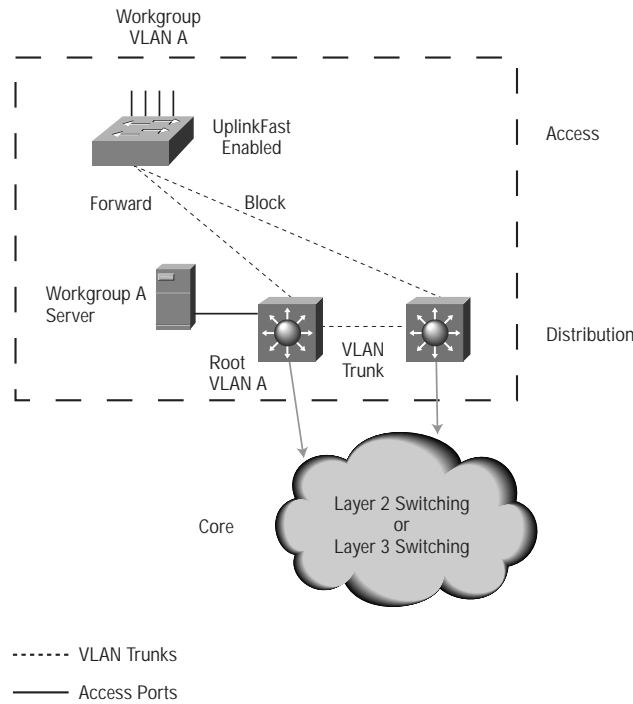 Workgroup
VLAN A
UplinkFast
Enabled
Access
Forward
Block
Workgroup A
Server
Root
VLAN A
VLAN
Trunk
Distribution
Core
Layer 2 Switching
or
Layer 3 Switching
VLAN Trunks
Access Ports